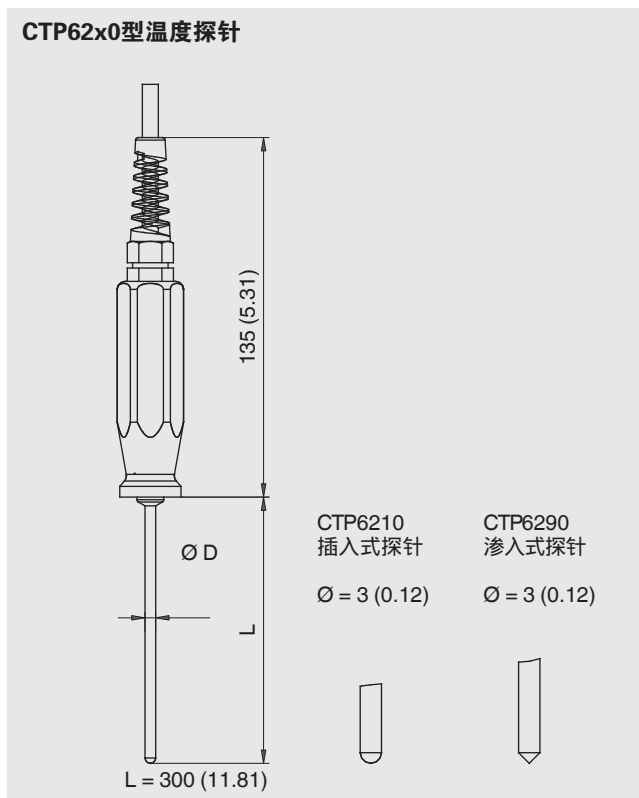 CTP62x0型温度探针
135 (5.31)
Ø D
L
L = 300 (11.81)
CTP6210
插入式探针
Ø = 3 (0.12)
CTP6290
渗入式探针
Ø = 3 (0.12)